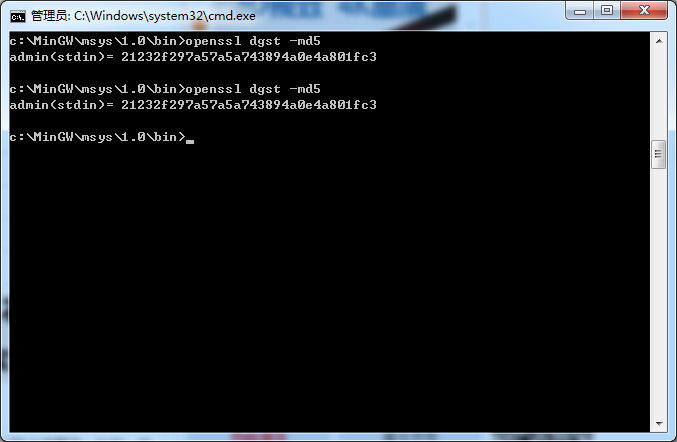 管理员: C:\Windows\system32\cmd.exe
c:\MinGW\msys\1.0\bin>openssl dgst -md5
admin(stdin)= 21232f297a57a5a743894a0e4a801fc3
c:\MinGW\msys\1.0\bin>openssl dgst -md5
admin(stdin)= 21232f297a57a5a743894a0e4a801fc3
c:\MinGW\msys\1.0\bin>